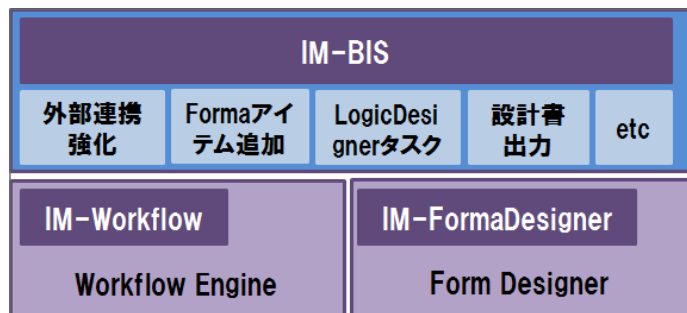 IM-BIS
外部連携
強化
Formaアイ
テム追加
LogicDesi
gnerタスク
設計書
出力
etc
IM-Workflow
Workflow Engine
IM-FormaDesigner
Form Designer